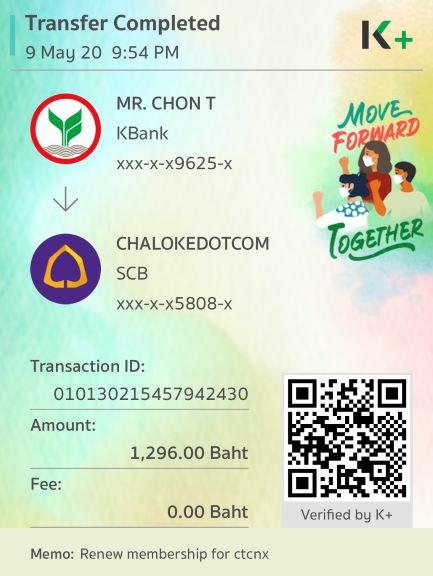 Transfer Completed
9 May 20 9:54 PM
K+
MR. CHON T
KBank
xxx-x-x9625-x
MOVE
FORWARD
TOGETHER
CHALOKEDOTCOM
SCB
xxx-x-x5808-x
Transaction ID:
010130215457942430
Amount:
1,296.00 Baht
Fee:
0.00 Baht
Verified by K+
Memo: Renew membership for ctcnx